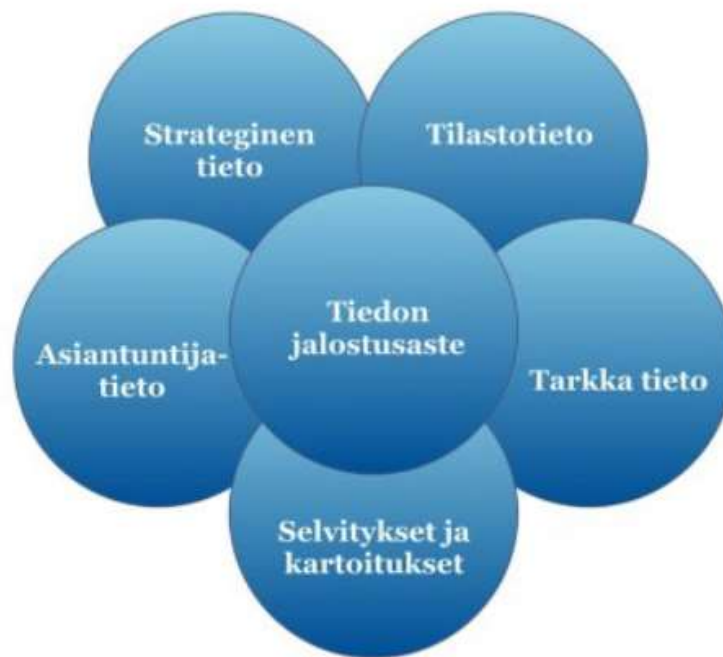 Strateginen
tieto
Tilastotieto
Tiedon
jalostusaste
Asiantuntija-
tieto
Tarkka tieto
Selvitykset ja
kartoitukset